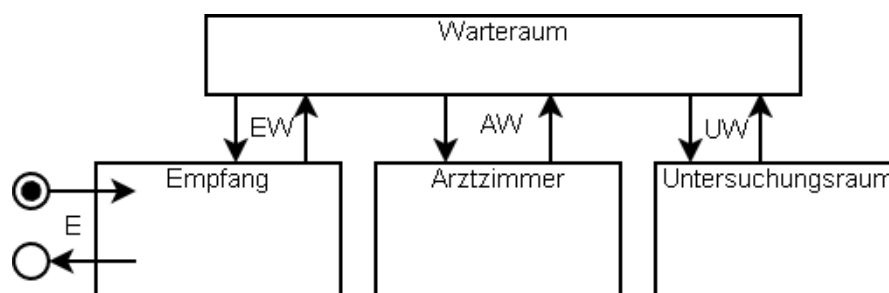 Warteraum
EW
AW
UW
Empfang
Arztzimmer
Untersuchungsraum
E